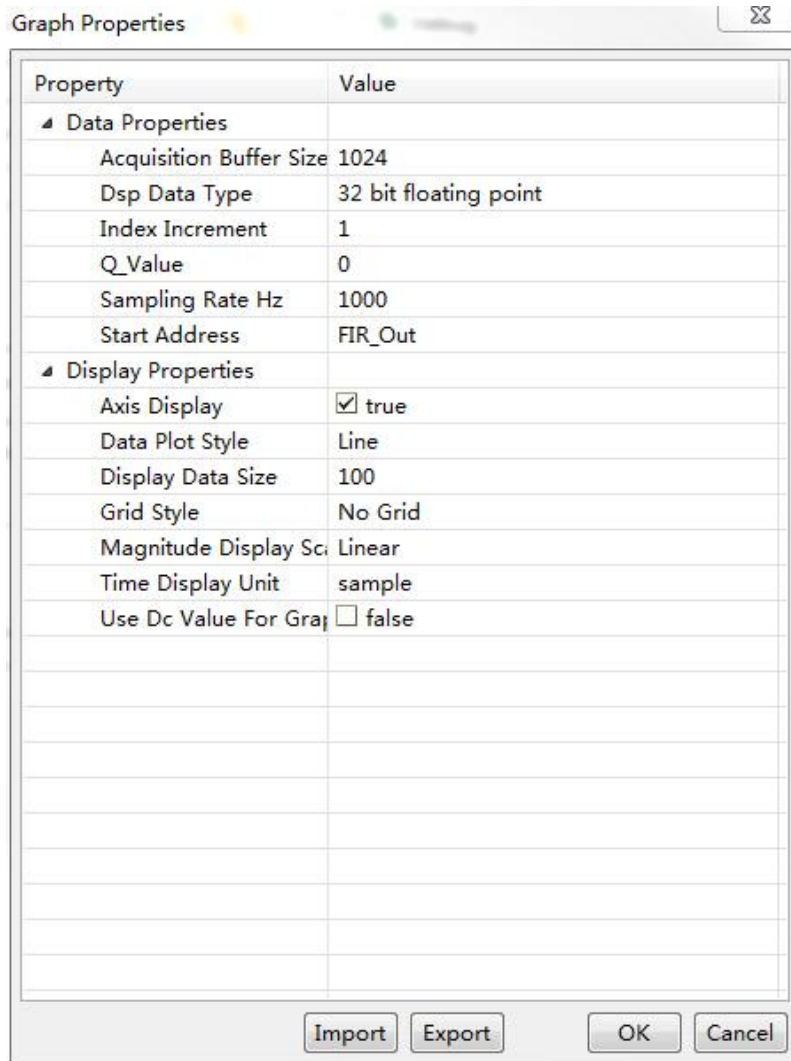 Graph Properties
Property Value
Data Properties
Acquisition Buffer Size 1024
Dsp Data Type 32 bit floating point
Index Increment 1
Q_Value 0
Sampling Rate Hz 1000
Start Address FIR_Out
Display Properties
Axis Display true
Data Plot Style Line
Display Data Size 100
Grid Style No Grid
Magnitude Display Sca Linear
Time Display Unit sample
Use Dc Value For Grap false
Import Export OK Cancel